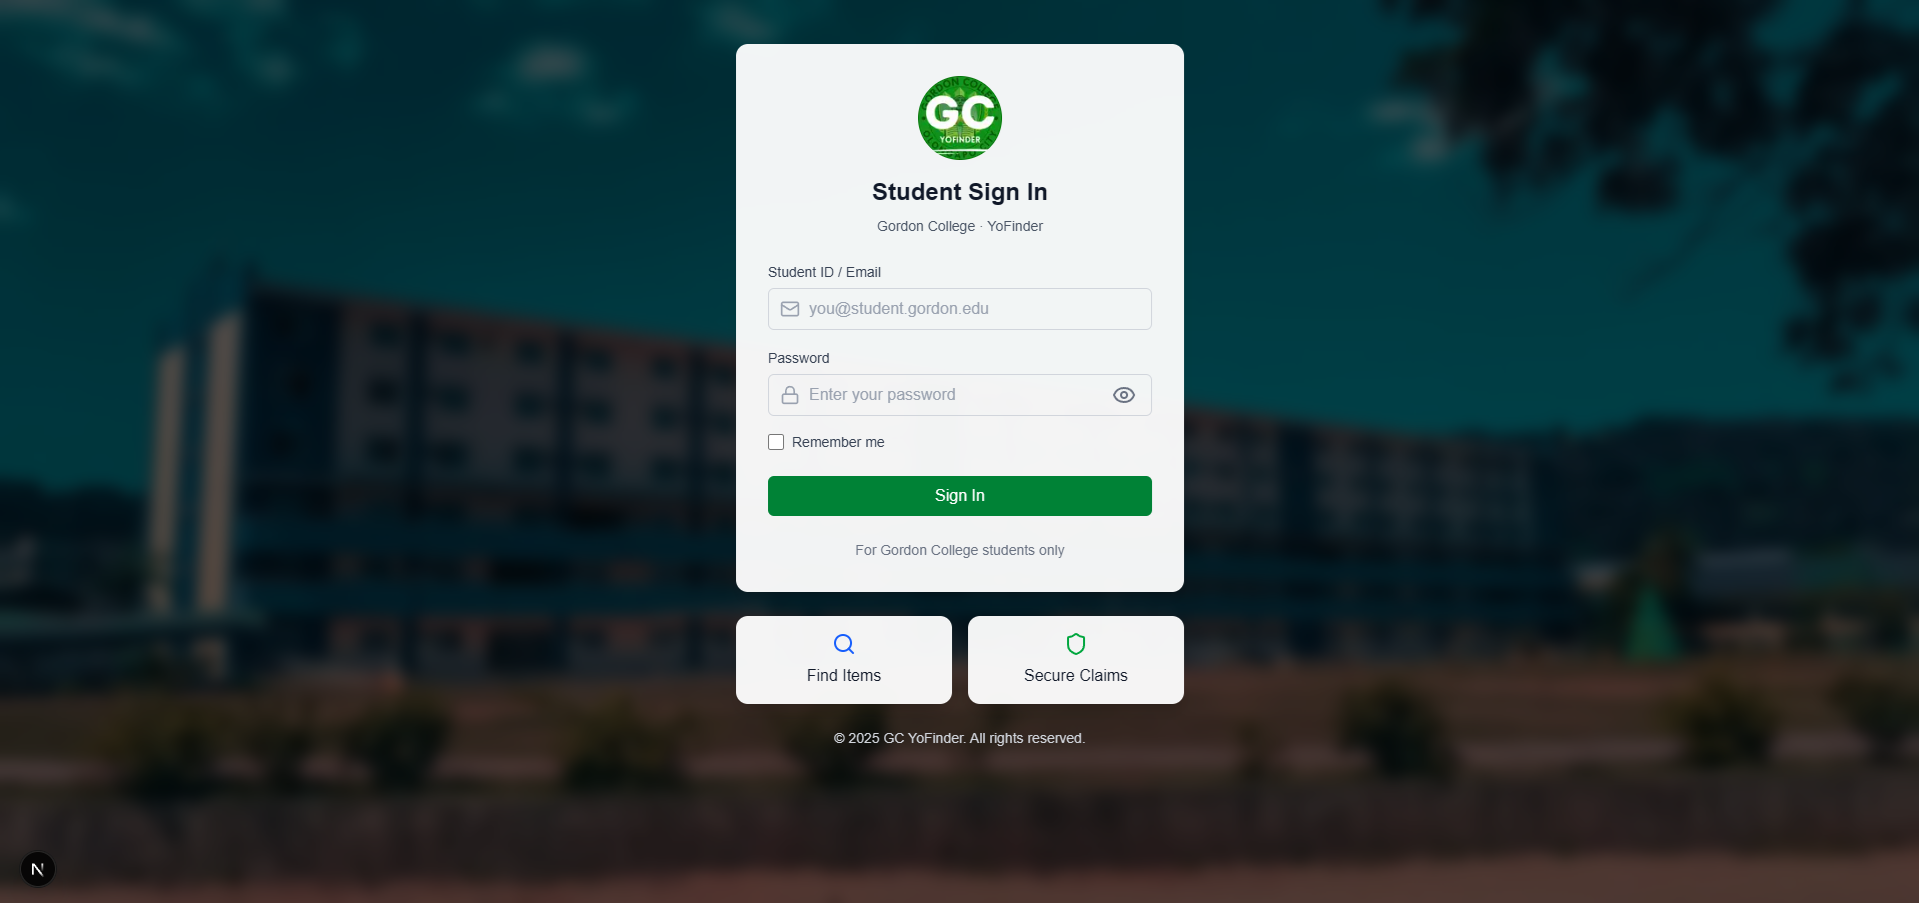 GORDON COLLEGE
GC
YOFINDER
Student Sign In
Gordon College · YoFinder
Student ID / Email
you@student.gordon.edu
Password
Enter your password
Remember me
Sign In
For Gordon College students only
Find Items
Secure Claims
© 2025 GC YoFinder. All rights reserved.
N